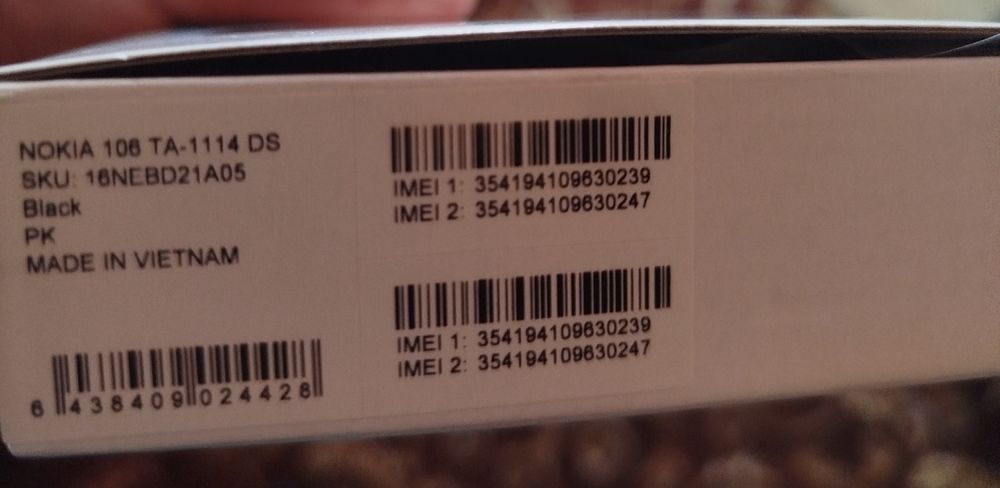 NOKIA 106 TA-1114 DS
SKU: 16NEBD21A05
Black
PK
MADE IN VIETNAM
6 438409 024428
IMEI 1: 354194109630239
IMEI 2: 354194109630247
IMEI 1: 354194109630239
IMEI 2: 354194109630247